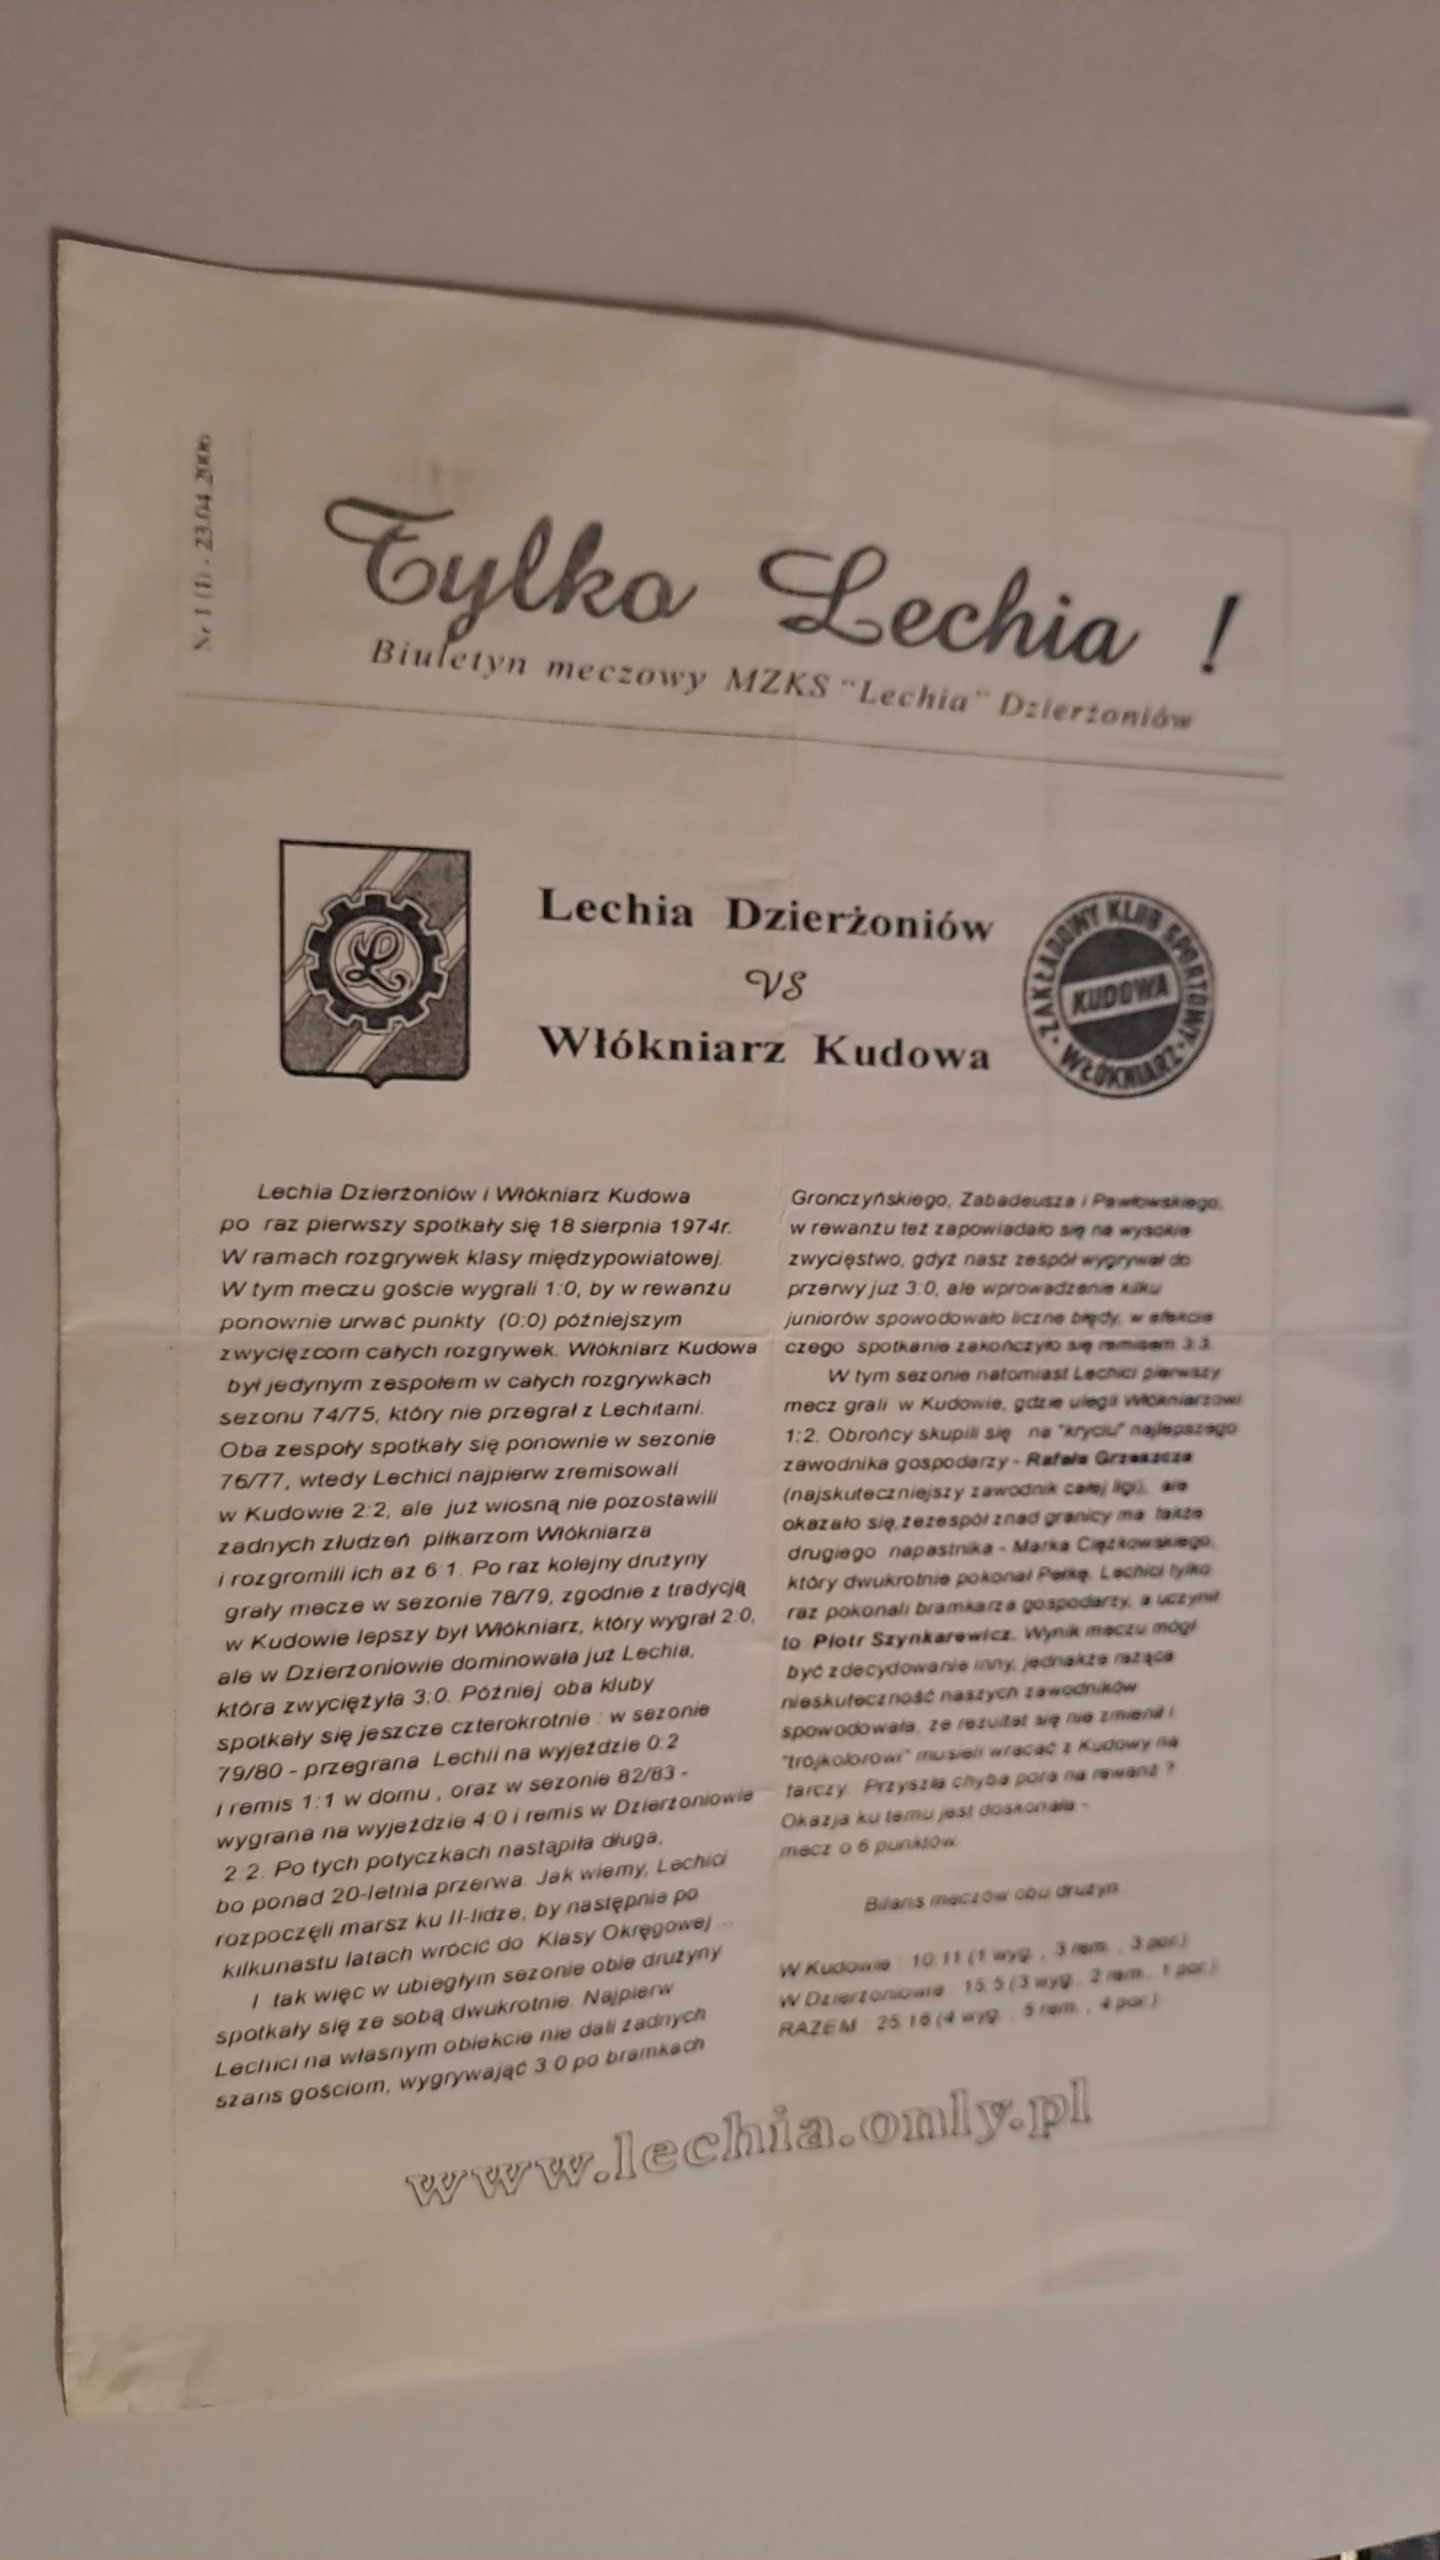 Nr 1 (1) - 23.04.2006
Tylko Lechia !
Biuletyn meczowy MZKS "Lechia" Dzierżoniów
Lechia Dzierżoniów
VS
Włókniarz Kudowa
L
ZAKŁADOWY KLUB SPORTOWY
KUDOWA
WŁÓKNIARZ
Lechia Dzierżoniów i Włókniarz Kudowa
po raz pierwszy spotkały się 18 sierpnia 1974r.
W ramach rozgrywek klasy międzypowiatowej.
W tym meczu goście wygrali 1:0, by w rewanżu
ponownie urwać punkty (0:0) późniejszym
zwycięzcom całych rozgrywek. Włókniarz Kudowa
był jedynym zespołem w całych rozgrywkach
sezonu 74/75, który nie przegrał z Lechitami.
Oba zespoły spotkały się ponownie w sezonie
76/77, wtedy Lechici najpierw zremisowali
w Kudowie 2:2, ale już wiosną nie pozostawili
żadnych złudzeń piłkarzom Włókniarza
i rozgromili ich aż 6:1. Po raz kolejny drużyny
grały mecze w sezonie 78/79, zgodnie z tradycją
w Kudowie lepszy był Włókniarz, który wygrał 2:0,
ale w Dzierżoniowie dominowała już Lechia,
która zwyciężyła 3:0. Później oba kluby
spotkały się jeszcze czterokrotnie : w sezonie
79/80 - przegrana Lechii na wyjeździe 0:2
i remis 1:1 w domu , oraz w sezonie 82/83 -
wygrana na wyjeździe 4:0 i remis w Dzierżoniowie
2:2. Po tych potyczkach nastąpiła długa,
bo ponad 20-letnia przerwa. Jak wiemy, Lechici
rozpoczęli marsz ku II-lidze, by następnie po
kilkunastu latach wrócić do Klasy Okręgowej ...
I tak więc w ubiegłym sezonie obie drużyny
spotkały się ze sobą dwukrotnie. Najpierw
Lechici na własnym obiekcie nie dali żadnych
szans gościom, wygrywając 3:0 po bramkach
Gronczyńskiego, Zabadeusza i Pawłowskiego,
w rewanżu też zapowiadało się na wysokie
zwycięstwo, gdyż nasz zespół wygrywał do
przerwy już 3:0, ale wprowadzenie kilku
juniorów spowodowało liczne błędy, w efekcie
czego spotkanie zakończyło się remisem 3:3.
W tym sezonie natomiast Lechici pierwszy
mecz grali w Kudowie, gdzie ulegli Włókniarzowi
1:2. Obrońcy skupili się na "kryciu" najlepszego
zawodnika gospodarzy - Rafała Grzeszcza
(najskuteczniejszy zawodnik całej ligi), ale
okazało się,zezespół znad granicy ma także
drugiego napastnika - Marka Ciężkowskiego,
który dwukrotnie pokonał Pełkę. Lechici tylko
raz pokonali bramkarza gospodarzy, a uczynił
to Piotr Szynkarewicz. Wynik meczu mógł
być zdecydowanie inny, jednakże rażąca
nieskuteczność naszych zawodników
spowodowała, że rezultat się nie zmienił i
"trójkolorowi" musieli wracać z Kudowy na
tarczy. Przyszła chyba pora na rewanż ?
Okazja ku temu jest doskonała -
mecz o 6 punktów.
Bilans meczów obu drużyn :
W Kudowie : 10:11 (1 wyg. , 3 rem. , 3 por.)
W Dzierżoniowie : 15:5 (3 wyg. 2 rem., 1 por.)
RAZEM : 25:16 (4 wyg. , 5 rem. , 4 por.)
www.lechia.only.pl